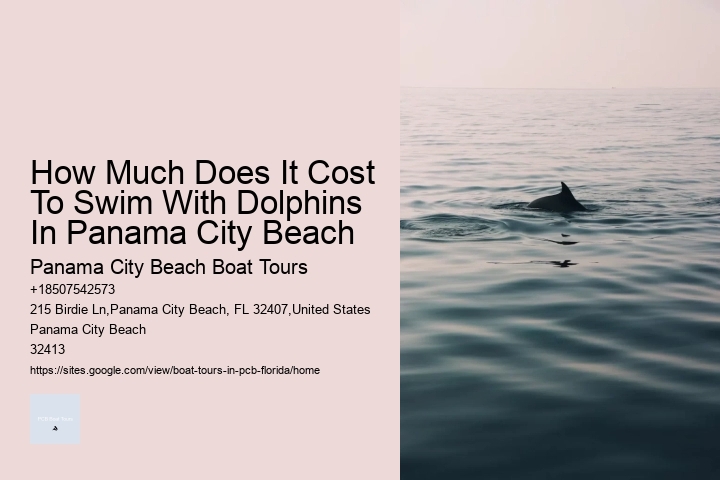 How Much Does It Cost
To Swim With Dolphins
In Panama City Beach
Panama City Beach Boat Tours
+18507542573
215 Birdie Ln,Panama City Beach, FL 32407,United States
Panama City Beach
32413
https://sites.google.com/view/boat-tours-in-pcb-florida/home